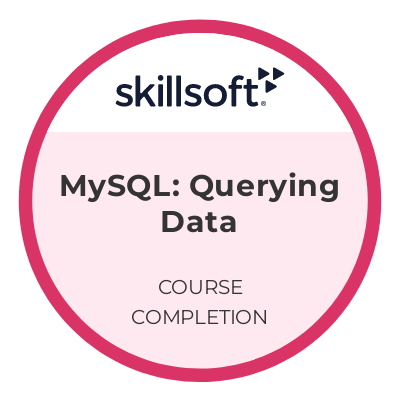 skillsoft®
MySQL: Querying
Data
COURSE
COMPLETION